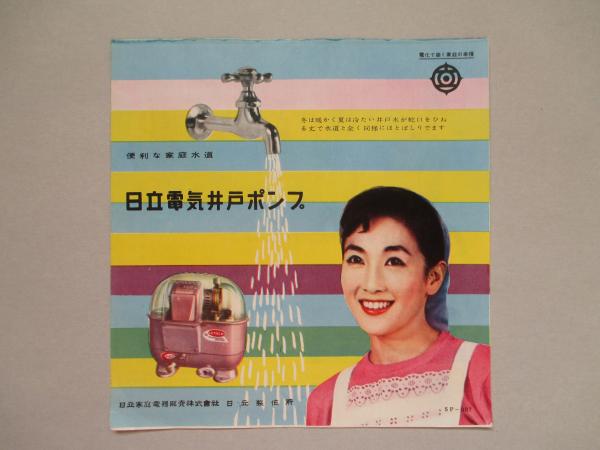 電化で築く家庭の幸福
冬は暖かく夏は冷たい井戸水が蛇口をひね
る丈で水道と全く同様にほとばしりでます
便利な家庭水道
日立電気井戸ポンプ
日立家庭電器販賣株式會社 日立製作所